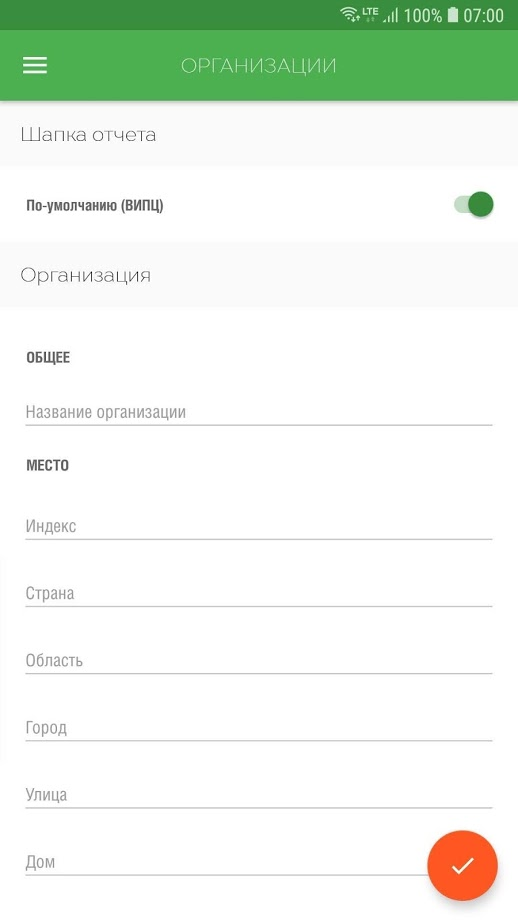 LTE 100% 07:00
ОРГАНИЗАЦИИ
Шапка отчета
По-умолчанию (ВИПЦ)
Организация
ОБЩЕЕ
Название организации
МЕСТО
Индекс
Страна
Область
Город
Улица
Дом